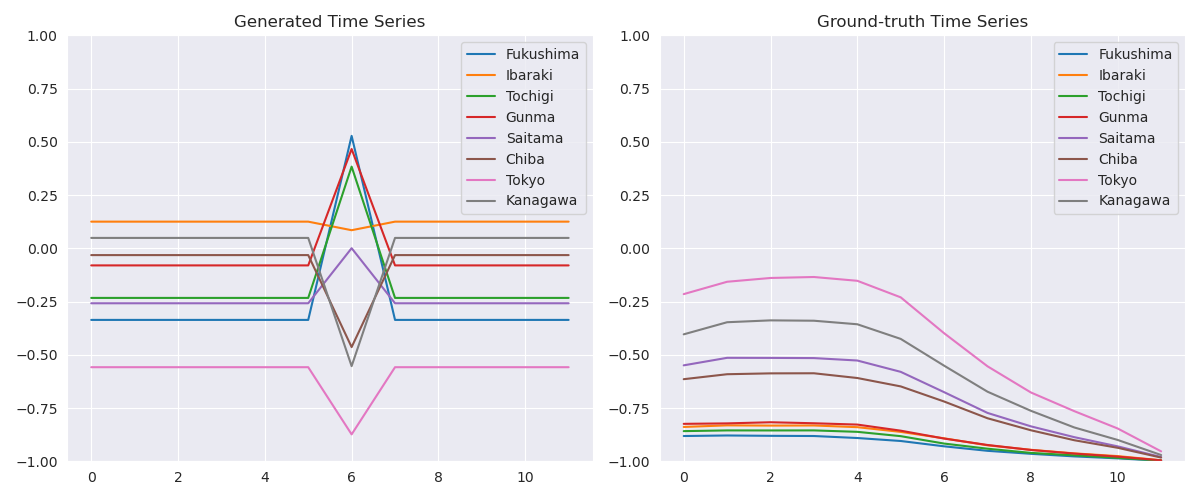 Generated Time Series
1.00
0.75
0.50
0.25
0.00
−0.25
−0.50
−0.75
−1.00
0 2 4 6 8 10
Fukushima
Ibaraki
Tochigi
Gunma
Saitama
Chiba
Tokyo
Kanagawa
Ground-truth Time Series
1.00
0.75
0.50
0.25
0.00
−0.25
−0.50
−0.75
−1.00
0 2 4 6 8 10
Fukushima
Ibaraki
Tochigi
Gunma
Saitama
Chiba
Tokyo
Kanagawa